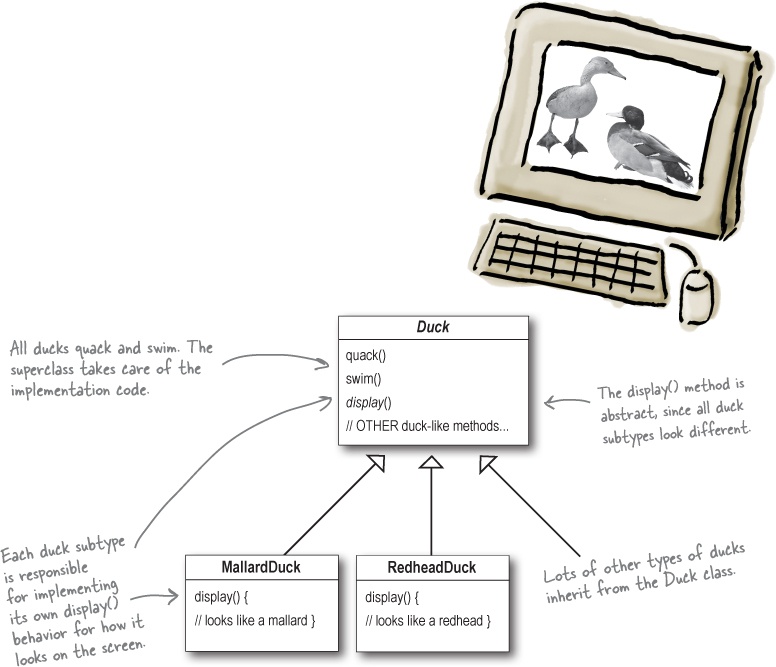 Duck
quack()
swim()
display()
// OTHER duck-like methods...
All ducks quack and swim. The
superclass takes care of the
implementation code.
The display() method is
abstract, since all duck
subtypes look different.
Each duck subtype
is responsible
for implementing
its own display()
behavior for how it
looks on the screen.
MallardDuck
display() {
// looks like a mallard }
RedheadDuck
display() {
// looks like a redhead }
Lots of other types of ducks
inherit from the Duck class.